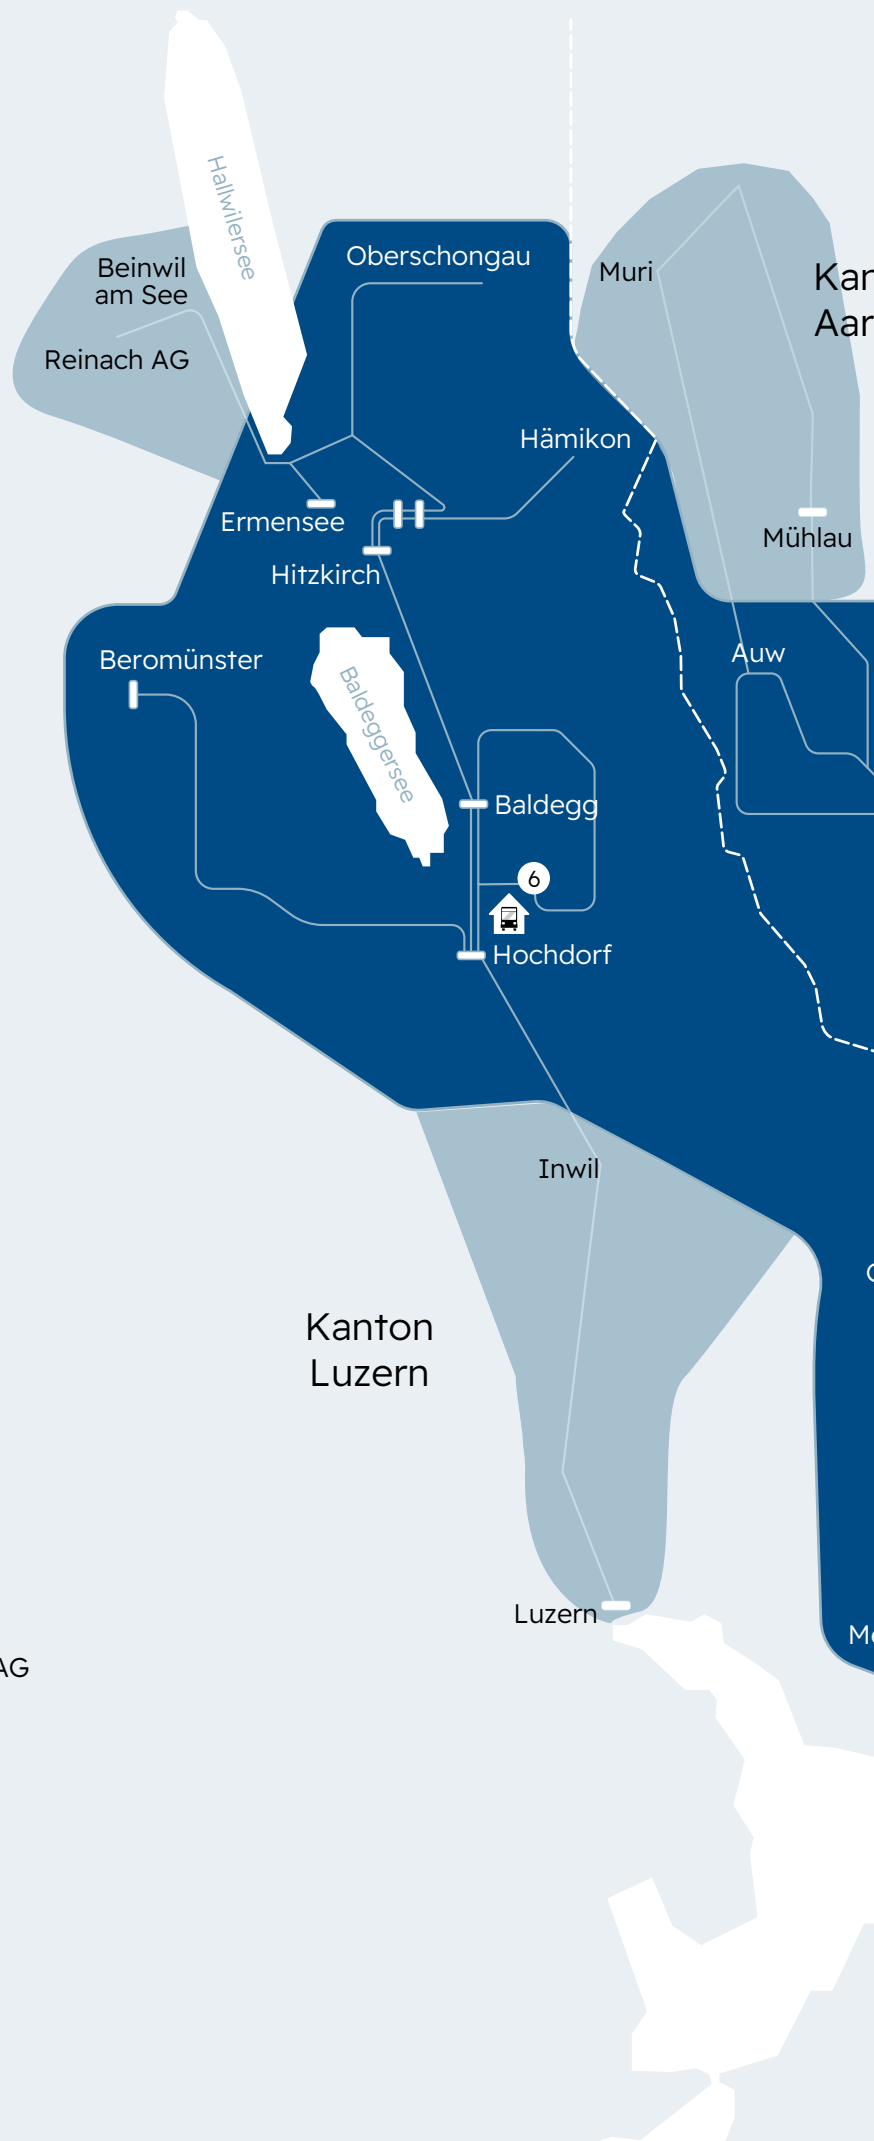 Hallwilersee
Oberschongau
Beinwil
am See
Muri
Reinach AG
Hämikon
Ermensee
Mühlau
Hitzkirch
Auw
Beromünster
Baldeggersee
Baldegg
6
Hochdorf
Inwil
Kanton
Luzern
Luzern
AG